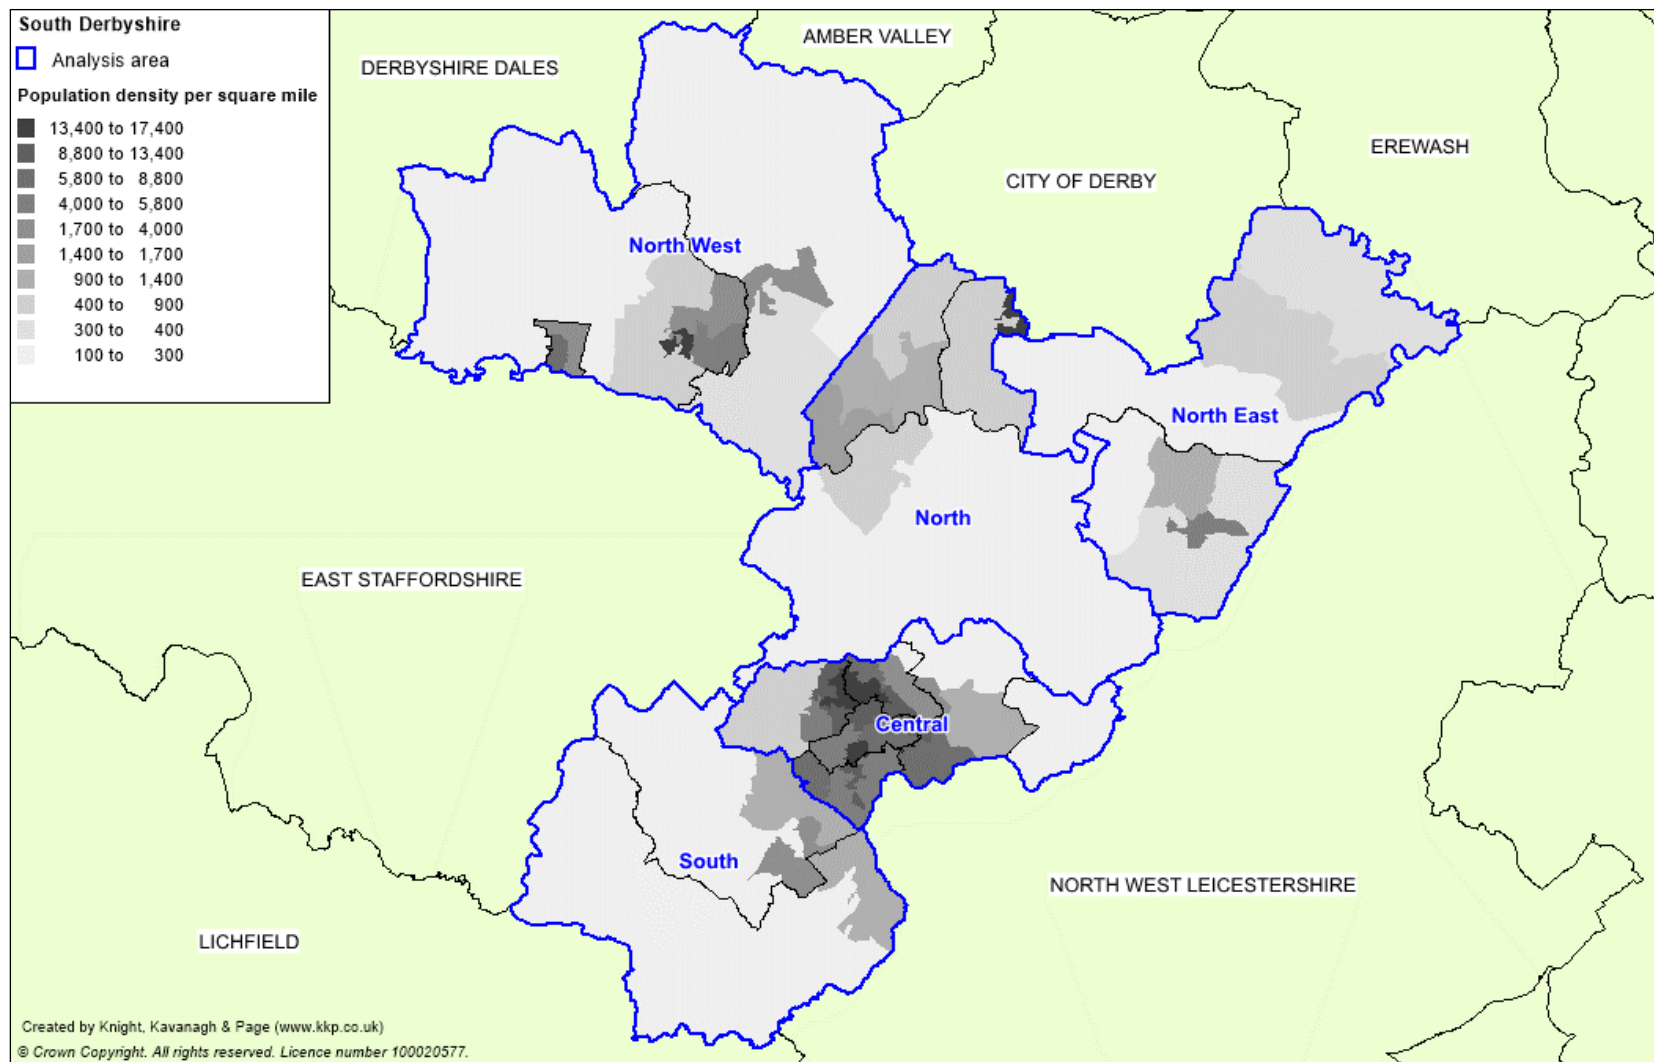 South Derbyshire
Analysis area
Population density per square mile
13,400 to 17,400
8,800 to 13,400
5,800 to 8,800
4,000 to 5,800
1,700 to 4,000
1,400 to 1,700
900 to 1,400
400 to 900
300 to 400
100 to 300
AMBER VALLEY
DERBYSHIRE DALES
EREWASH
CITY OF DERBY
North West
North East
North
EAST STAFFORDSHIRE
Central
South
NORTH WEST LEICESTERSHIRE
LICHFIELD
Created by Knight, Kavanagh & Page (www.kkp.co.uk)
© Crown Copyright. All rights reserved. Licence number 100020577.